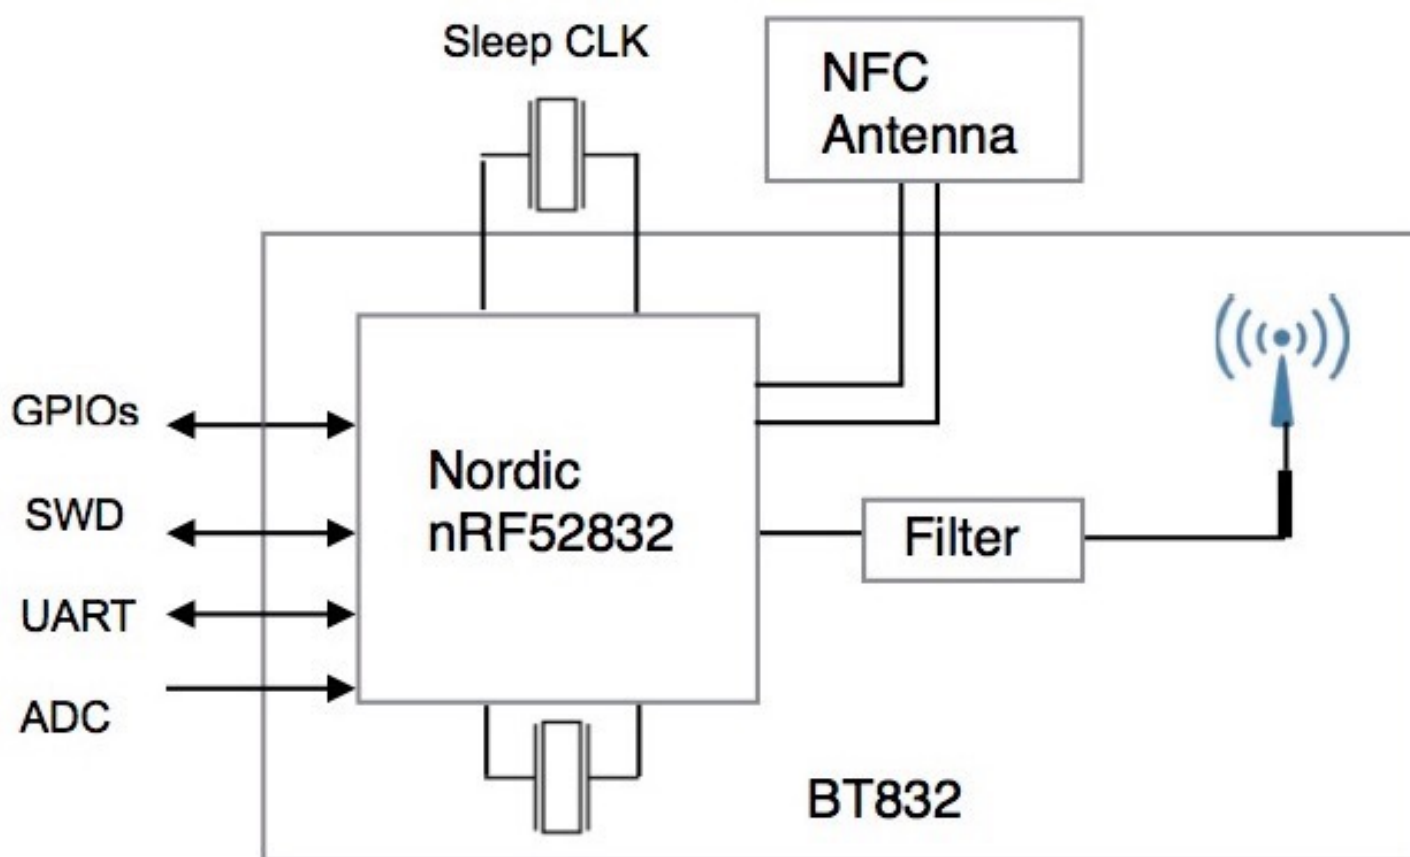 Sleep CLK
NFC
Antenna
GPIOs
SWD
UART
ADC
Nordic
nRF52832
Filter
BT832